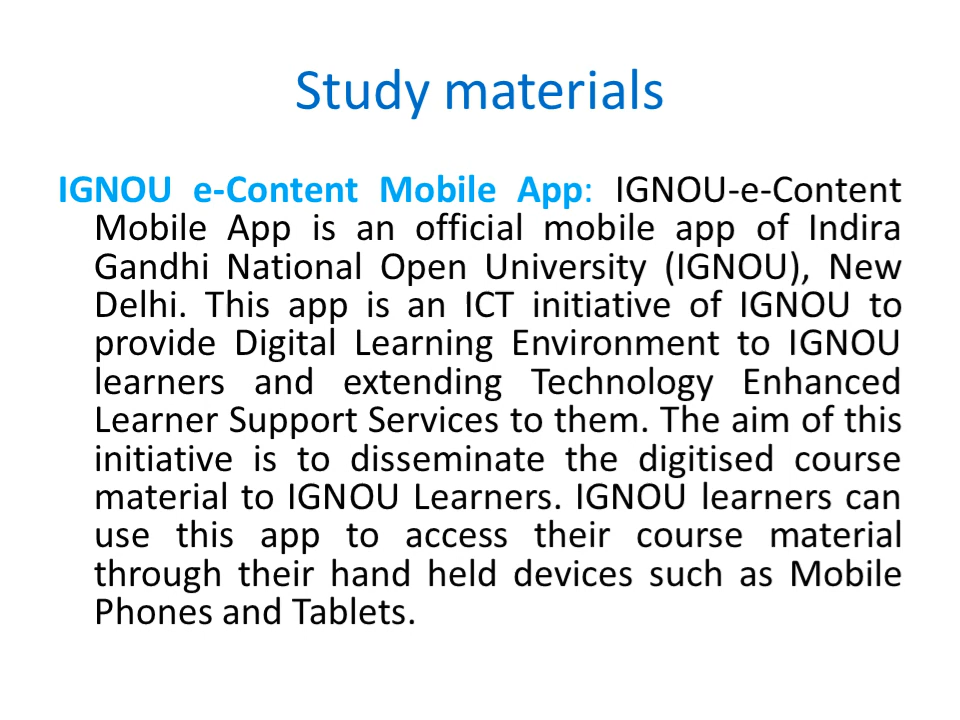 Study materials
IGNOU e-Content Mobile App: IGNOU-e-Content
Mobile App is an official mobile app of Indira
Gandhi National Open University (IGNOU), New
Delhi. This app is an ICT initiative of IGNOU to
provide Digital Learning Environment to IGNOU
learners and extending Technology Enhanced
Learner Support Services to them. The aim of this
initiative is to disseminate the digitised course
material to IGNOU Learners. IGNOU learners can
use this app to access their course material
through their hand held devices such as Mobile
Phones and Tablets.